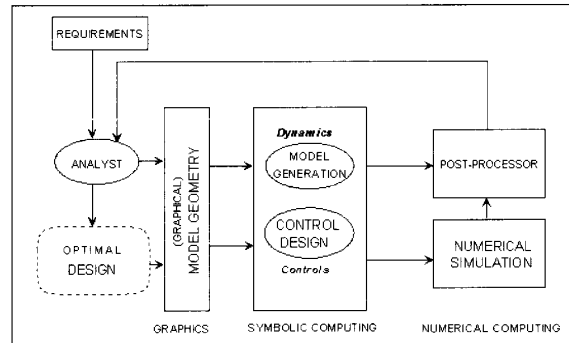 REQUIREMENTS
ANALYST
OPTIMAL
DESIGN
(GRAPHICAL)
MODEL GEOMETRY
Dynamics
MODEL
GENERATION
CONTROL
DESIGN
Controls
POST-PROCESSOR
NUMERICAL
SIMULATION
GRAPHICS
SYMBOLIC COMPUTING
NUMERICAL COMPUTING